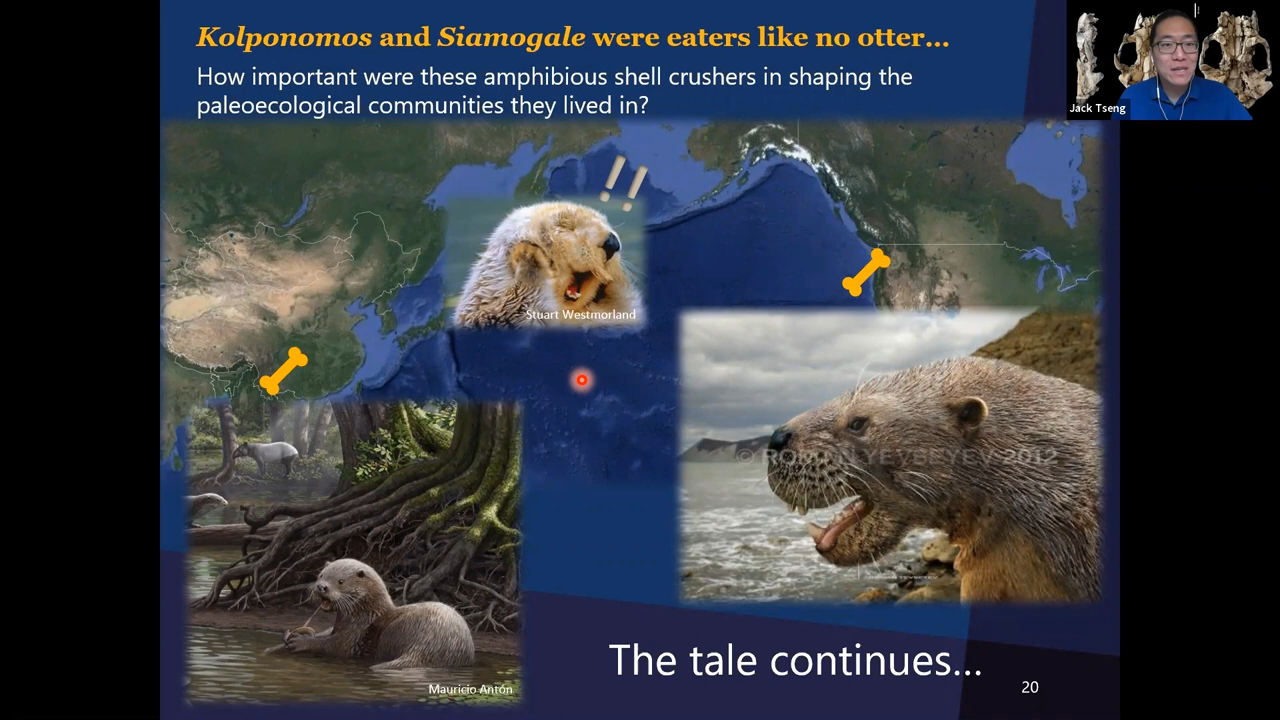 Kolponomos and Siamogale were eaters like no otter...
How important were these amphibious shell crushers in shaping the
paleoecological communities they lived in?
Jack Tseng
!!
Stuart Westmorland
© ROMAN YEVSEYEV 2012
Mauricio Antón
The tale continues...
20